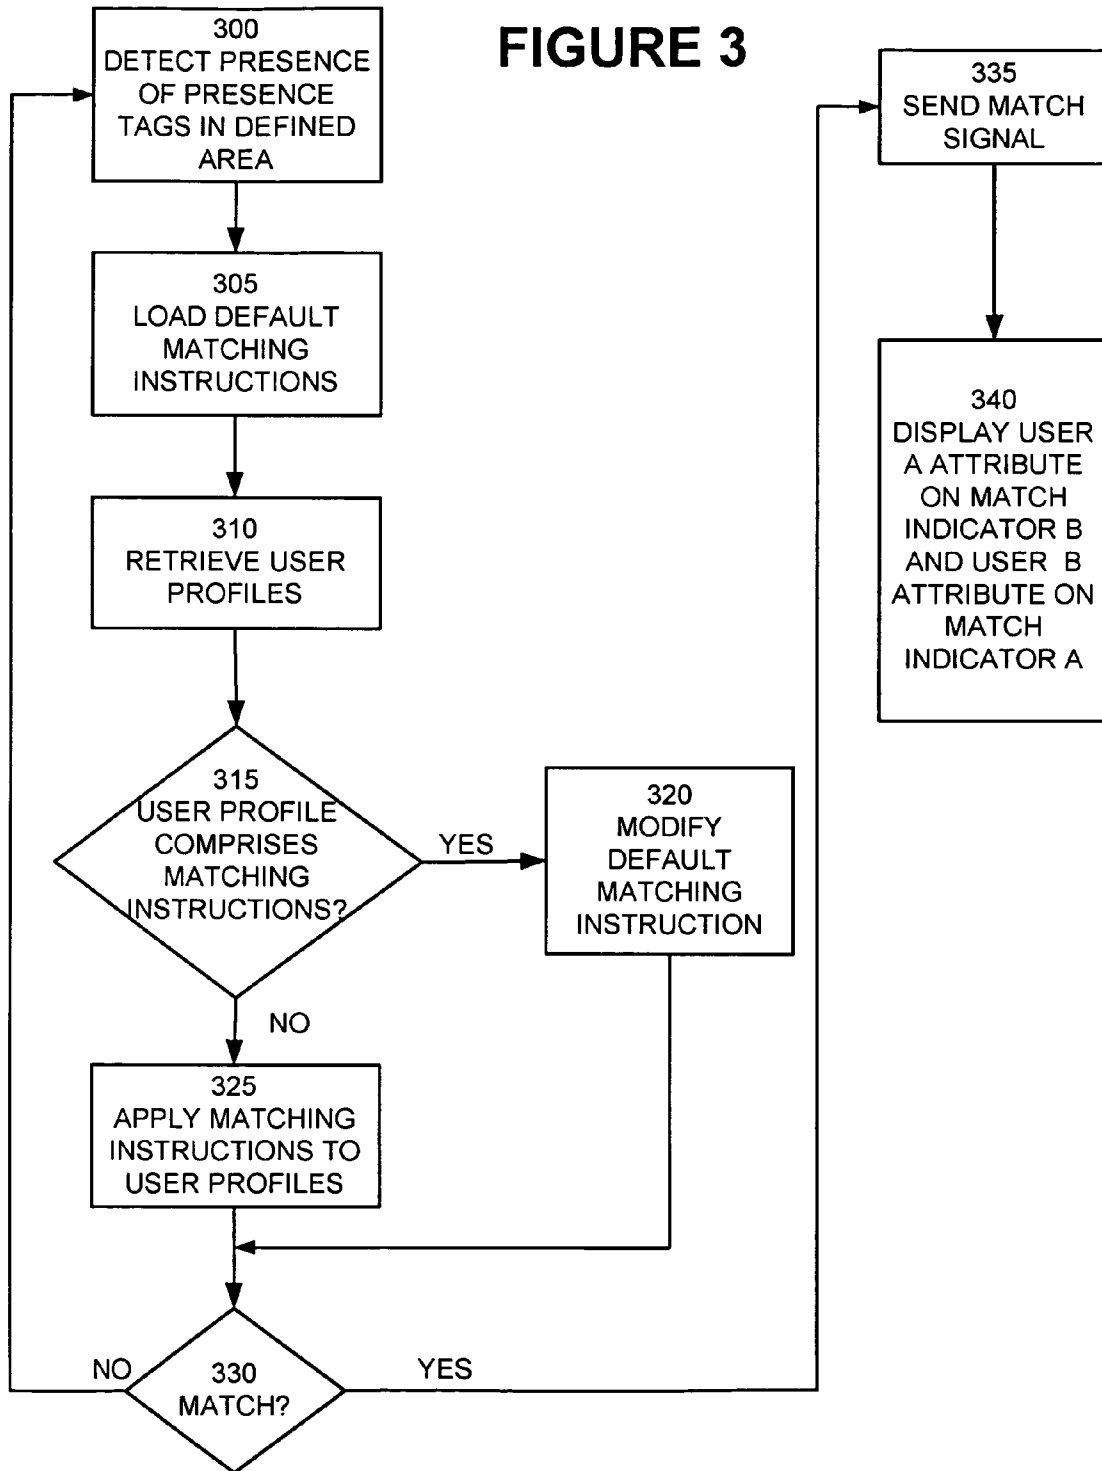 FIGURE 3
300
DETECT PRESENCE
OF PRESENCE
TAGS IN DEFINED
AREA
305
LOAD DEFAULT
MATCHING
INSTRUCTIONS
310
RETRIEVE USER
PROFILES
315
USER PROFILE
COMPRISES
MATCHING
INSTRUCTIONS?
YES
320
MODIFY
DEFAULT
MATCHING
INSTRUCTION
NO
325
APPLY MATCHING
INSTRUCTIONS TO
USER PROFILES
330
MATCH?
NO
YES
335
SEND MATCH
SIGNAL
340
DISPLAY USER
A ATTRIBUTE
ON MATCH
INDICATOR B
AND USER B
ATTRIBUTE ON
MATCH
INDICATOR A